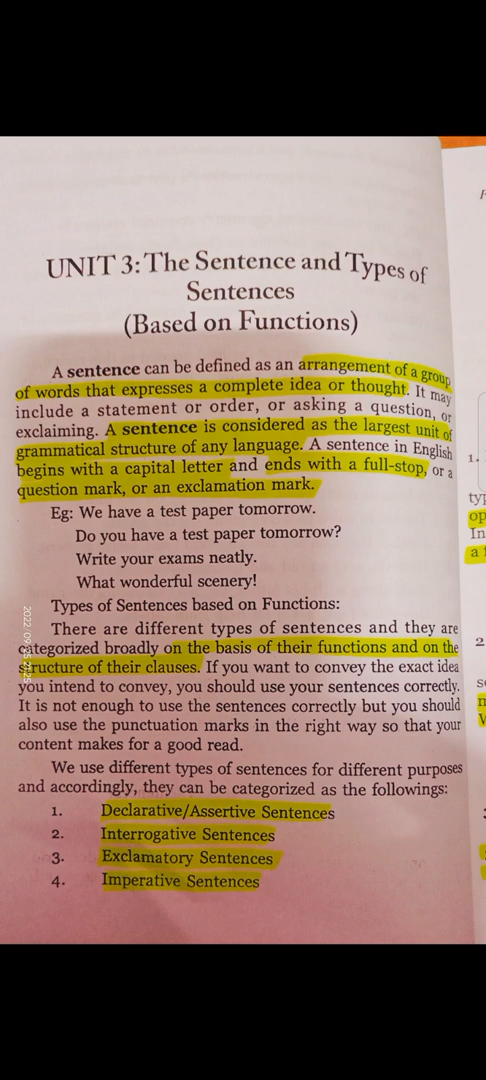 UNIT 3: The Sentence and Types of
Sentences
(Based on Functions)
A sentence can be defined as an arrangement of a group
of words that expresses a complete idea or thought. It may
include a statement or order, or asking a question, or
exclaiming. A sentence is considered as the largest unit of
grammatical structure of any language. A sentence in English
begins with a capital letter and ends with a full-stop, or a
question mark, or an exclamation mark.
Eg: We have a test paper tomorrow.
Do you have a test paper tomorrow?
Write your exams neatly.
What wonderful scenery!
Types of Sentences based on Functions:
There are different types of sentences and they are
categorized broadly on the basis of their functions and on the
structure of their clauses. If you want to convey the exact idea
you intend to convey, you should use your sentences correctly.
It is not enough to use the sentences correctly but you should
also use the punctuation marks in the right way so that your
content makes for a good read.
We use different types of sentences for different purposes
and accordingly, they can be categorized as the followings:
1. Declarative/Assertive Sentences
2. Interrogative Sentences
3. Exclamatory Sentences
4. Imperative Sentences
1.
typ
op
In
a
2